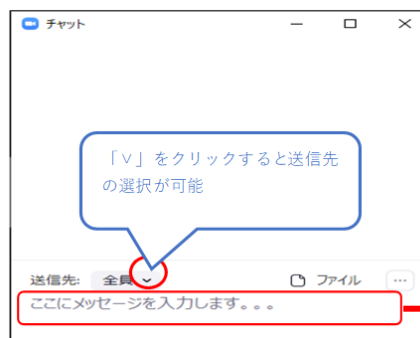 チャット
「∨」をクリックすると送信先
の選択が可能
送信先: 全員 ファイル
ここにメッセージを入力します。。。